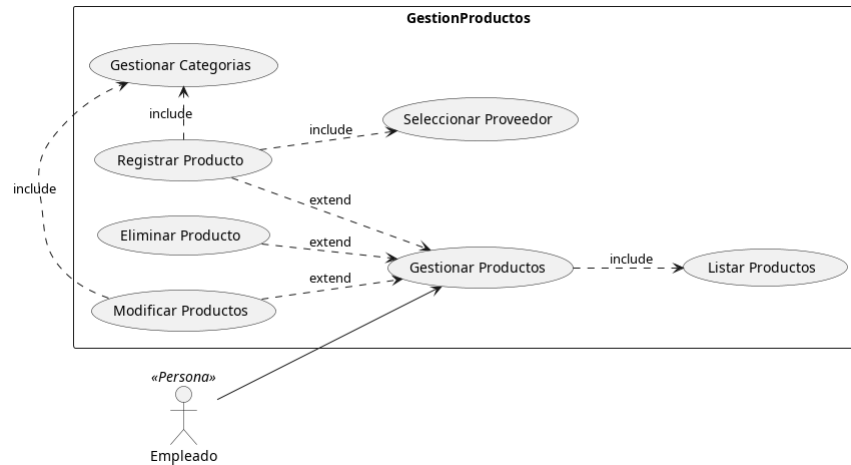 GestionProductos
Gestionar Categorias
include
Seleccionar Proveedor
include
Registrar Producto
include
extend
Eliminar Producto
extend
Gestionar Productos
include
Listar Productos
extend
Modificar Productos
«Persona»
Empleado